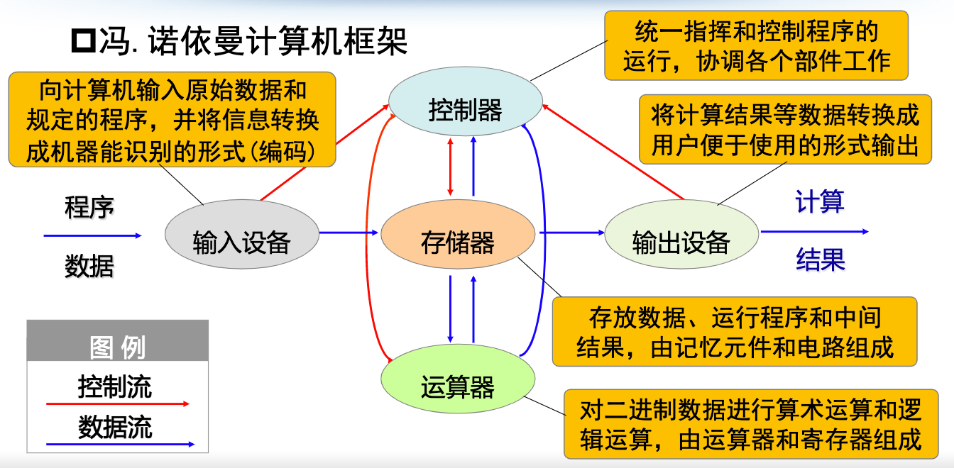 冯.诺依曼计算机框架
统一指挥和控制程序的
运行，协调各个部件工作
向计算机输入原始数据和
规定的程序，并将信息转换
成机器能识别的形式(编码)
控制器
将计算结果等数据转换成
用户便于使用的形式输出
程序
数据
输入设备
存储器
输出设备
计算
结果
存放数据、运行程序和中间
结果，由记忆元件和电路组成
图 例
控制流
数据流
运算器
对二进制数据进行算术运算和逻
辑运算，由运算器和寄存器组成